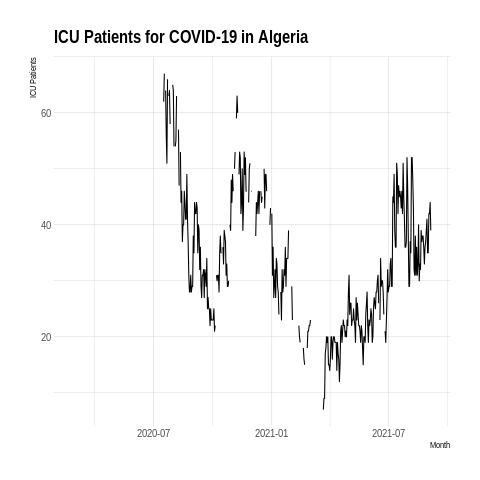 ICU Patients for COVID-19 in Algeria
ICU Patients
60
40
20
2020-07
2021-01
2021-07
Month